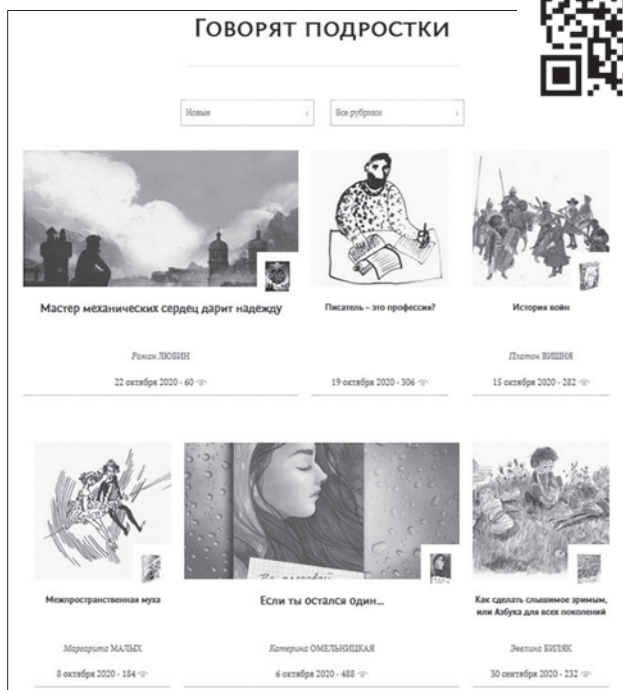 Говорят подростки
Новые
Все рубрики
Мастер механических сердец дарит надежду
Роман ЛЮБИН
22 октября 2020 - 60
Писатель – это профессия?
19 октября 2020 - 306
История войн
Платон ВИШНЯ
15 октября 2020 - 282
Межпространственная муха
Маргарита МАЛЫХ
8 октября 2020 - 184
Если ты остался один...
Катерина ОМЕЛЬНИЦКАЯ
6 октября 2020 - 488
Как сделать слышимое зримым,
или Азбука для всех поколений
Эвелина БИЛЯК
30 сентября 2020 - 232